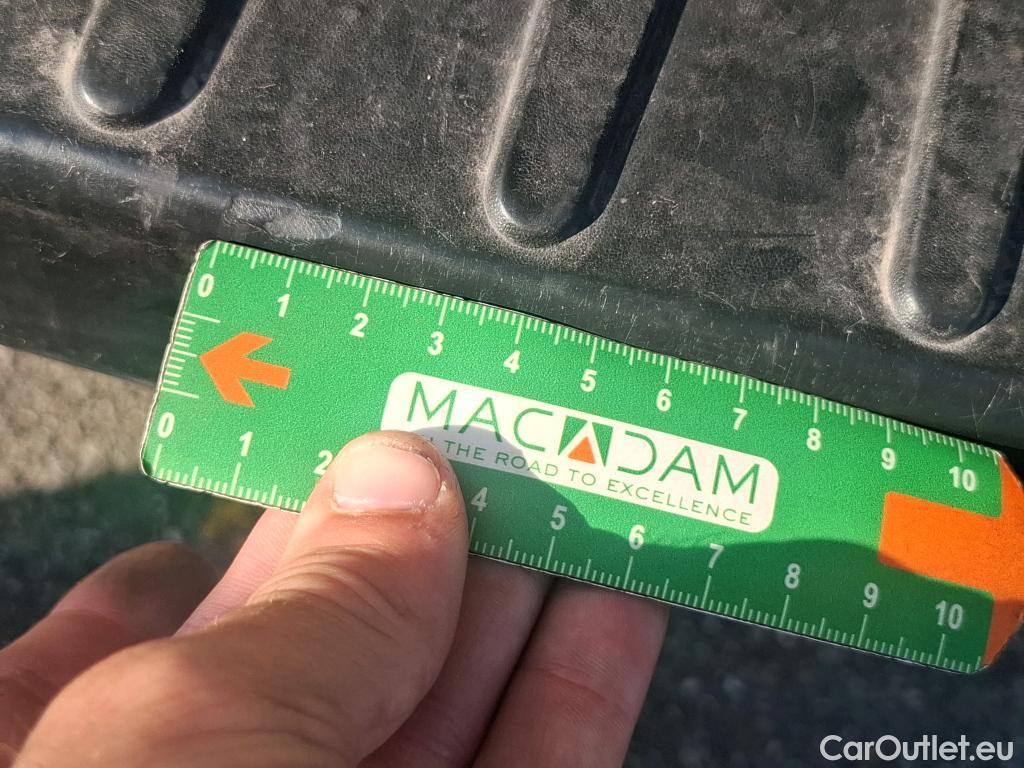 0 1 2 3 4 5 6 7 8 9 10
MACADAM
THE ROAD TO EXCELLENCE
0 1 2 4 5 6 7 8 9 10
CarOutlet.eu